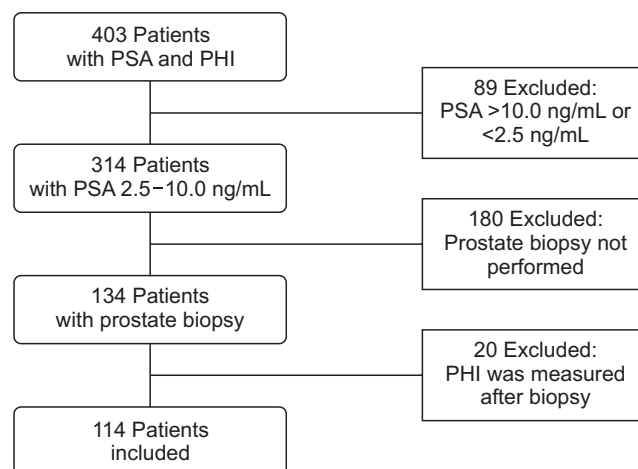 403 Patients
with PSA and PHI
89 Excluded:
PSA >10.0 ng/mL or
<2.5 ng/mL
314 Patients
with PSA 2.5−10.0 ng/mL
180 Excluded:
Prostate biopsy not
performed
134 Patients
with prostate biopsy
20 Excluded:
PHI was measured
after biopsy
114 Patients
included